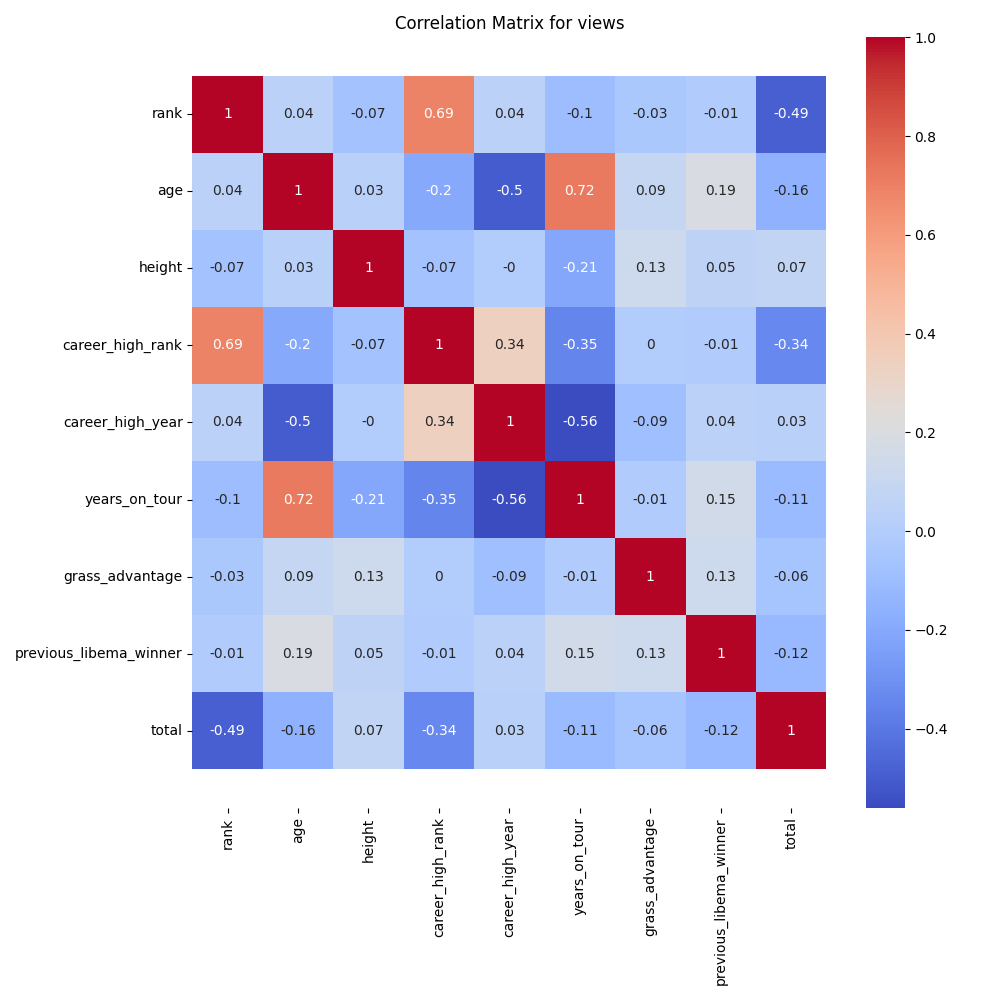 Correlation Matrix for views
rank 1 0.04 -0.07 0.69 0.04 -0.1 -0.03 -0.01 -0.49
age 0.04 1 0.03 -0.2 -0.5 0.72 0.09 0.19 -0.16
height -0.07 0.03 1 -0.07 -0 -0.21 0.13 0.05 0.07
career_high_rank 0.69 -0.2 -0.07 1 0.34 -0.35 0 -0.01 -0.34
career_high_year 0.04 -0.5 -0 0.34 1 -0.56 -0.09 0.04 0.03
years_on_tour -0.1 0.72 -0.21 -0.35 -0.56 1 -0.01 0.15 -0.11
grass_advantage -0.03 0.09 0.13 0 -0.09 -0.01 1 0.13 -0.06
previous_libema_winner -0.01 0.19 0.05 -0.01 0.04 0.15 0.13 1 -0.12
total -0.49 -0.16 0.07 -0.34 0.03 -0.11 -0.06 -0.12 1
rank
age
height
career_high_rank
career_high_year
years_on_tour
grass_advantage
previous_libema_winner
total
1.0
0.8
0.6
0.4
0.2
0.0
−0.2
−0.4